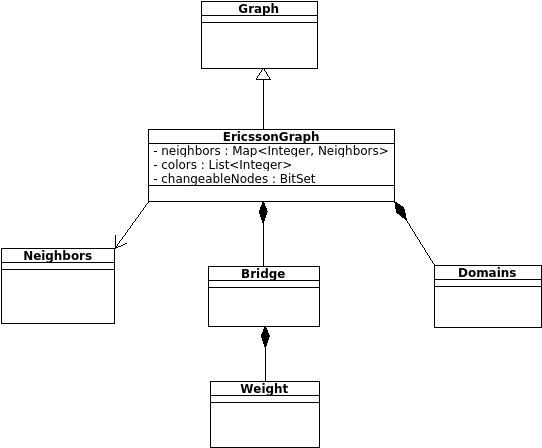 Graph
EricssonGraph
- neighbors : Map<Integer, Neighbors>
- colors : List<Integer>
- changeableNodes : BitSet
Neighbors
Bridge
Domains
Weight